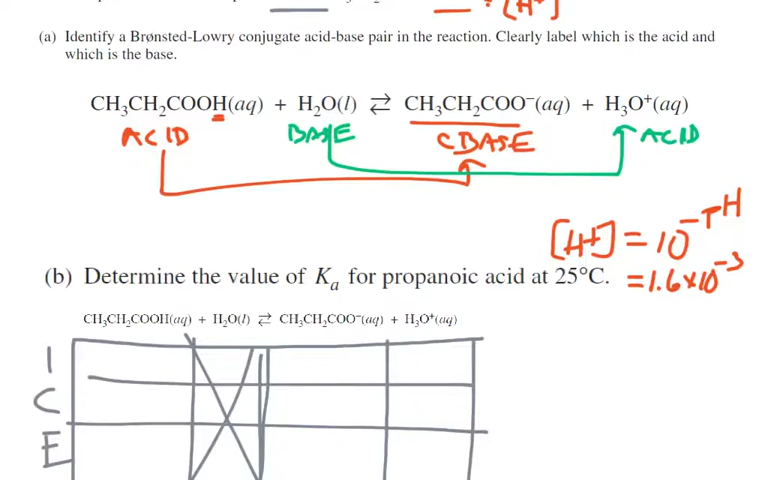 [H+]
(a) Identify a Brønsted-Lowry conjugate acid-base pair in the reaction. Clearly label which is the acid and
which is the base.
CH₃CH₂COOH(aq) + H₂O(l) ⇄ CH₃CH₂COO⁻(aq) + H₃O⁺(aq)
ACID BASE CBASE ACID
[H+] = 10^-PH
(b) Determine the value of Kₐ for propanoic acid at 25°C. = 1.6×10⁻³
CH₃CH₂COOH(aq) + H₂O(l) ⇄ CH₃CH₂COO⁻(aq) + H₃O⁺(aq)
I
C
E